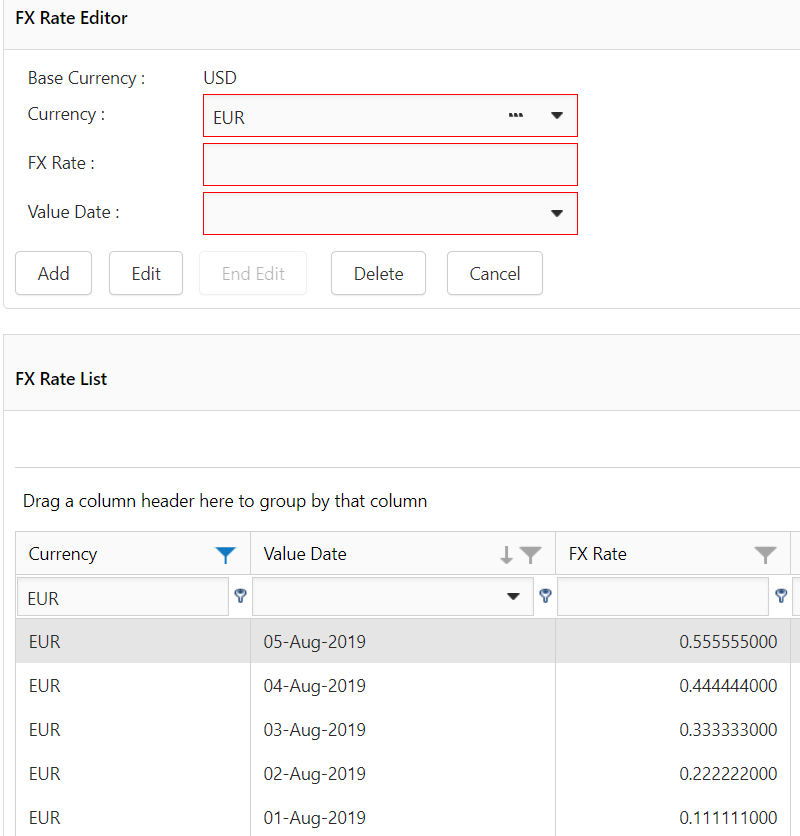 FX Rate Editor
Base Currency : USD
Currency : EUR
FX Rate :
Value Date :
Add Edit End Edit Delete Cancel
FX Rate List
Drag a column header here to group by that column
Currency Value Date FX Rate
EUR
EUR 05-Aug-2019 0.555555000
EUR 04-Aug-2019 0.444444000
EUR 03-Aug-2019 0.333333000
EUR 02-Aug-2019 0.222222000
EUR 01-Aug-2019 0.111111000